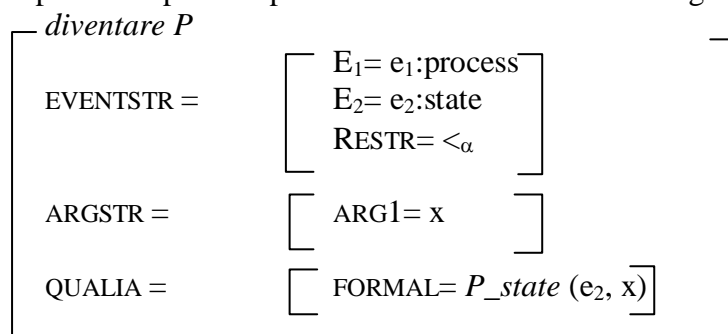 diventare P
E₁= e₁:process
EVENTSTR = E₂= e₂:state
RESTR= <α
ARGSTR = ARG1= x
QUALIA = FORMAL= P_state (e₂, x)